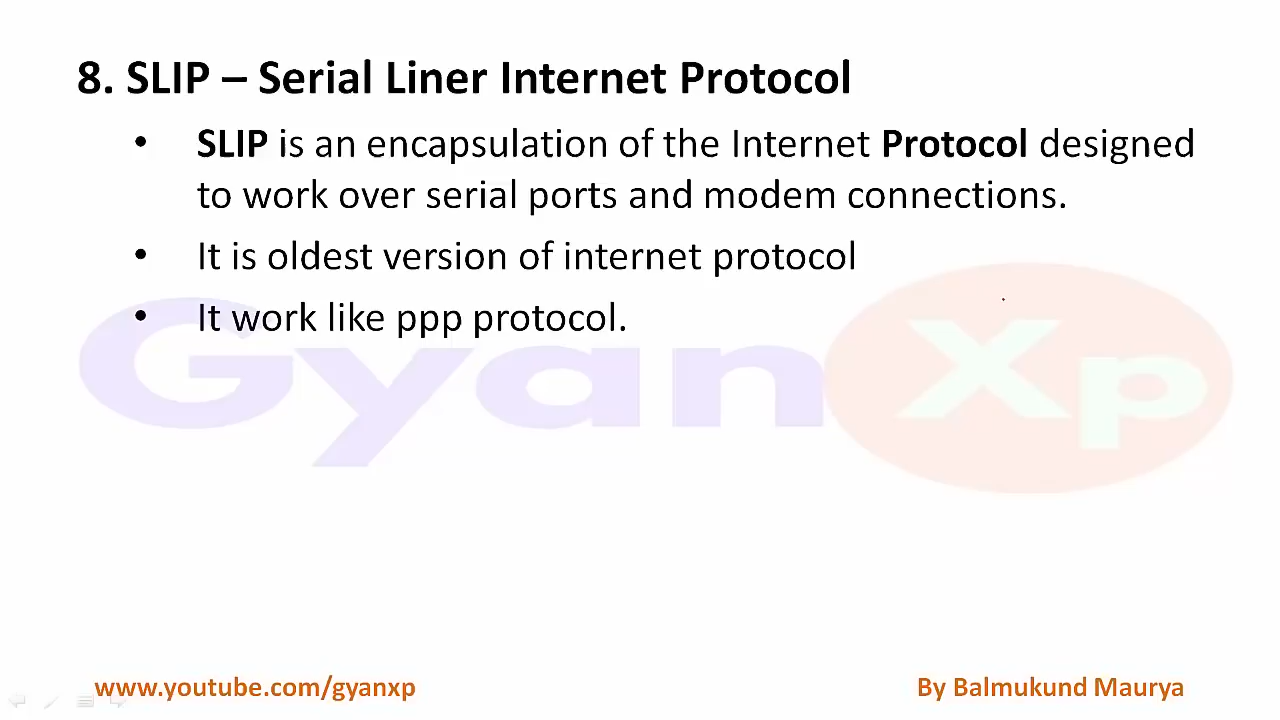 8. SLIP – Serial Liner Internet Protocol
• SLIP is an encapsulation of the Internet Protocol designed
to work over serial ports and modem connections.
• It is oldest version of internet protocol
• It work like ppp protocol.
Gyan Xp
www.youtube.com/gyanxp
By Balmukund Maurya